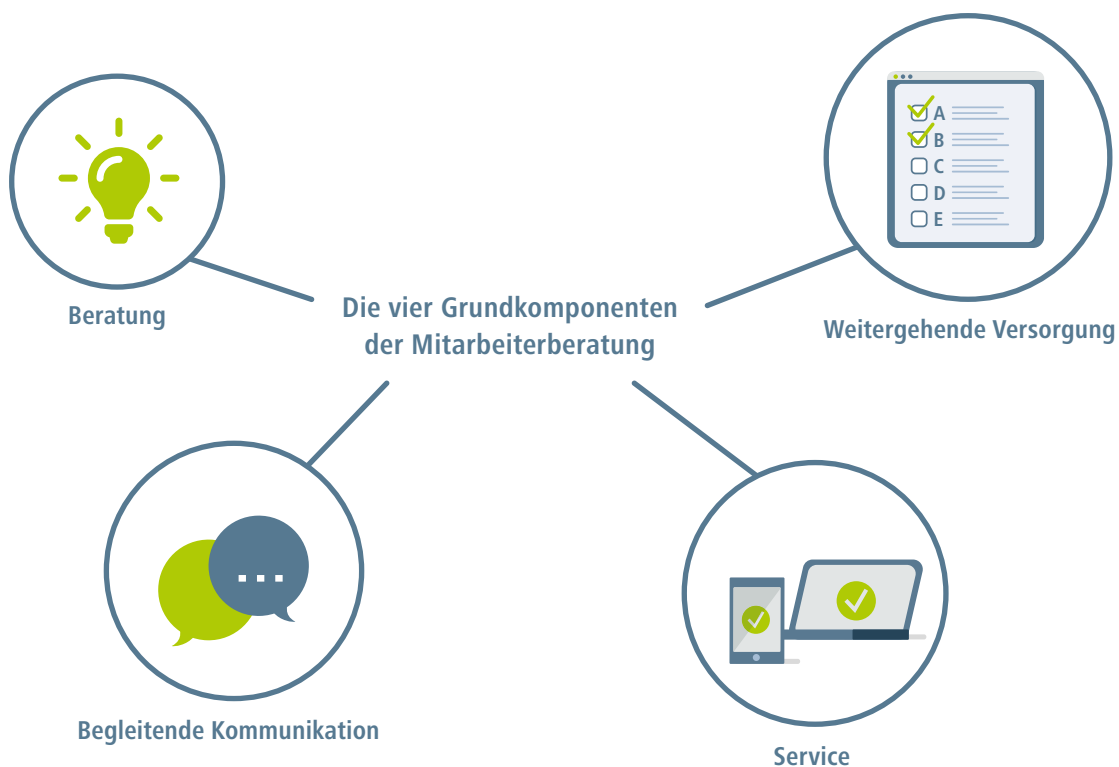 Die vier Grundkomponenten
der Mitarbeiterberatung
Beratung
Weitergehende Versorgung
A
B
C
D
E
Begleitende Kommunikation
Service